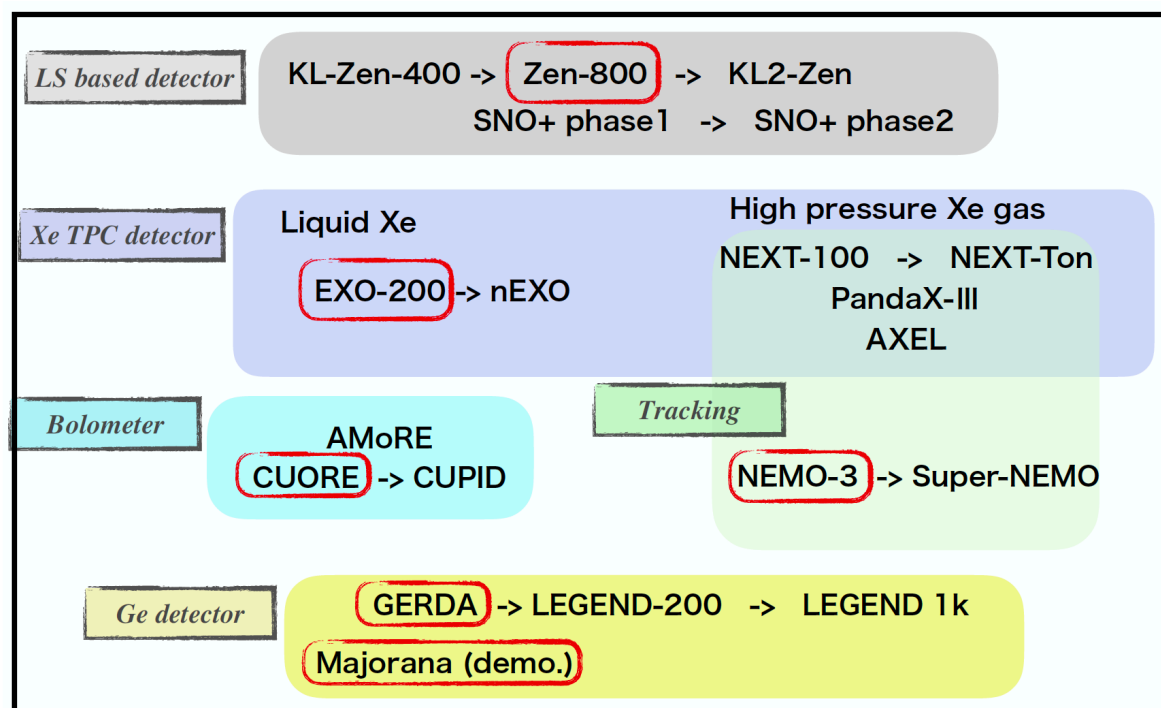 LS based detector
KL-Zen-400 -> Zen-800 -> KL2-Zen
SNO+ phase1 -> SNO+ phase2
Xe TPC detector
Liquid Xe
EXO-200 -> nEXO
High pressure Xe gas
NEXT-100 -> NEXT-Ton
PandaX-III
AXEL
Bolometer
AMoRE
CUORE -> CUPID
Tracking
NEMO-3 -> Super-NEMO
Ge detector
GERDA -> LEGEND-200 -> LEGEND 1k
Majorana (demo.)